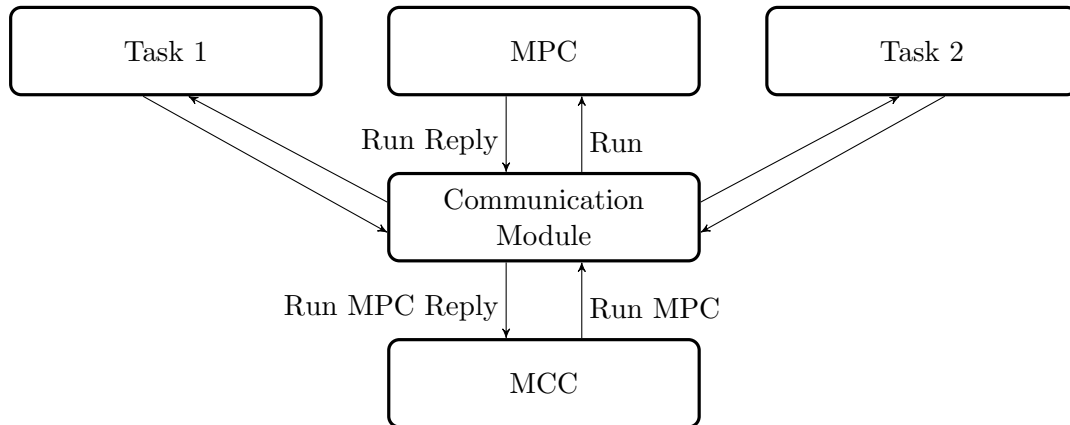 Task 1
MPC
Task 2
Run Reply
Run
Communication
Module
Run MPC Reply
Run MPC
MCC